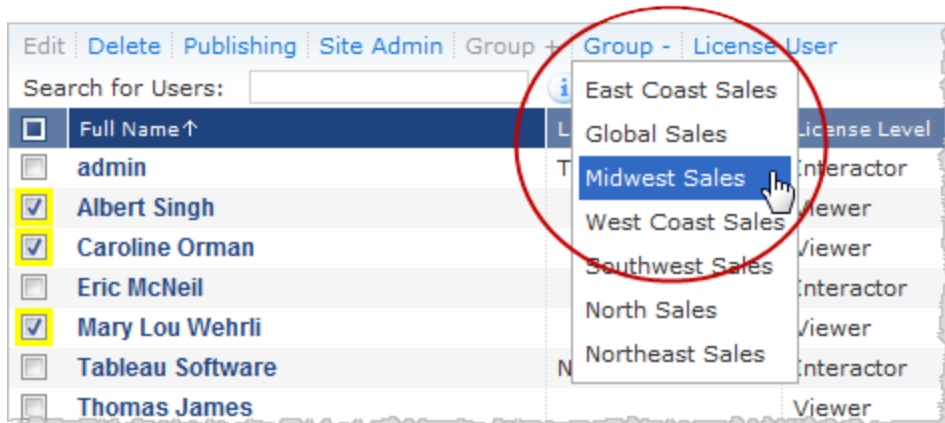 Edit Delete Publishing Site Admin Group + Group - License User
Search for Users:
East Coast Sales
Full Name↑ L License Level
Global Sales
admin T Interactor
Midwest Sales
Albert Singh Viewer
West Coast Sales
Caroline Orman Viewer
Southwest Sales
Eric McNeil Interactor
North Sales
Mary Lou Wehrli Viewer
Northeast Sales
Tableau Software N Interactor
Thomas James Viewer